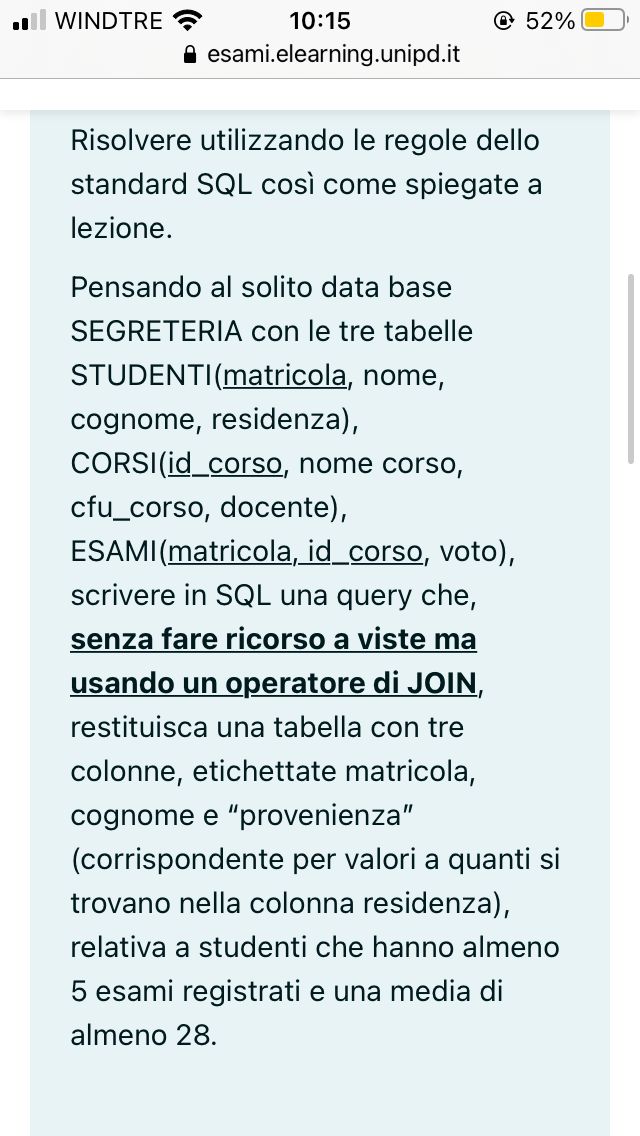 WINDTRE 10:15 52%
esami.elearning.unipd.it
Risolvere utilizzando le regole dello
standard SQL così come spiegate a
lezione.
Pensando al solito data base
SEGRETERIA con le tre tabelle
STUDENTI(matricola, nome,
cognome, residenza),
CORSI(id_corso, nome corso,
cfu_corso, docente),
ESAMI(matricola, id_corso, voto),
scrivere in SQL una query che,
senza fare ricorso a viste ma
usando un operatore di JOIN,
restituisca una tabella con tre
colonne, etichettate matricola,
cognome e “provenienza”
(corrispondente per valori a quanti si
trovano nella colonna residenza),
relativa a studenti che hanno almeno
5 esami registrati e una media di
almeno 28.